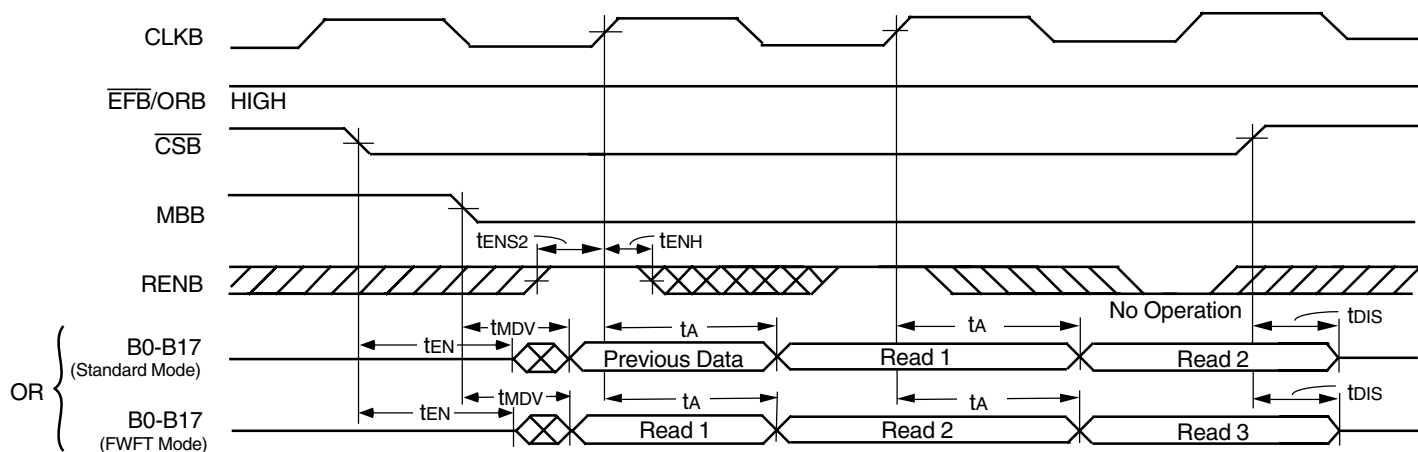 CLKB
EFB/ORB HIGH
CSB
MBB
tENS2 tENH
RENB
No Operation
tMDV tA tA tDIS
B0-B17 tEN Previous Data Read 1 Read 2
(Standard Mode)
OR
tMDV tA tA tDIS
B0-B17 tEN Read 1 Read 2 Read 3
(FWFT Mode)